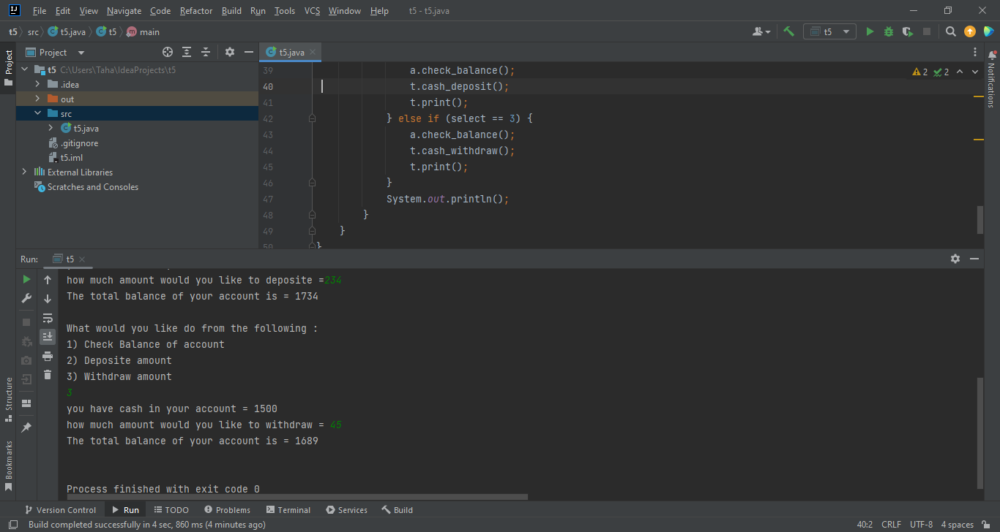 File Edit View Navigate Code Refactor Build Run Tools VCS Window Help t5 - t5.java
t5 src t5.java t5 main
t5
Project
t5.java
t5 C:\Users\Taha\IdeaProjects\t5
.idea
out
src
t5.java
.gitignore
t5.iml
External Libraries
Scratches and Consoles
39 a.check_balance();
40 t.cash_deposit();
41 t.print();
42 } else if (select == 3) {
43 a.check_balance();
44 t.cash_withdraw();
45 t.print();
46 }
47 System.out.println();
48 }
49 }
50 }
2 2
Project
Notifications
Structure
Bookmarks
Run: t5
how much amount would you like to deposite =234
The total balance of your account is = 1734
What would you like do from the following :
1) Check Balance of account
2) Deposite amount
3) Withdraw amount
3
you have cash in your account = 1500
how much amount would you like to withdraw = 45
The total balance of your account is = 1689
Process finished with exit code 0
Version Control Run TODO Problems Terminal Services Build
Build completed successfully in 4 sec, 860 ms (4 minutes ago) 40:2 CRLF UTF-8 4 spaces